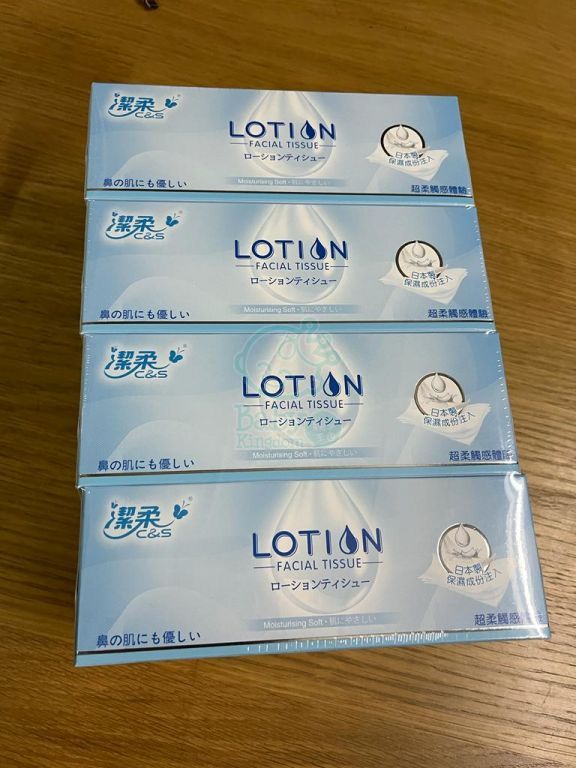 潔柔®
C&S
LOTION
FACIAL TISSUE
ローションティシュー
日本製
保濕成份注入
Moisturising Soft・肌にやさしい
鼻の肌にも優しい
超柔觸感體驗
潔柔®
C&S
LOTION
FACIAL TISSUE
ローションティシュー
日本製
保濕成份注入
Moisturising Soft・肌にやさしい
鼻の肌にも優しい
超柔觸感體驗
潔柔®
C&S
LOTION
FACIAL TISSUE
ローションティシュー
日本製
保濕成份注入
Kingdom
Moisturising Soft・肌にやさしい
鼻の肌にも優しい
超柔觸感體驗
潔柔®
C&S
LOTION
FACIAL TISSUE
ローションティシュー
日本製
保濕成份注入
Moisturising Soft・肌にやさしい
鼻の肌にも優しい
超柔觸感體驗